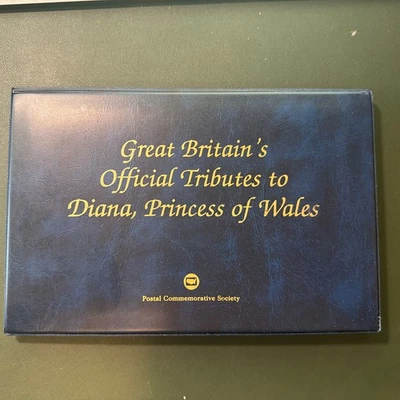 Great Britain's
Official Tributes to
Diana, Princess of Wales
Postal Commemorative Society